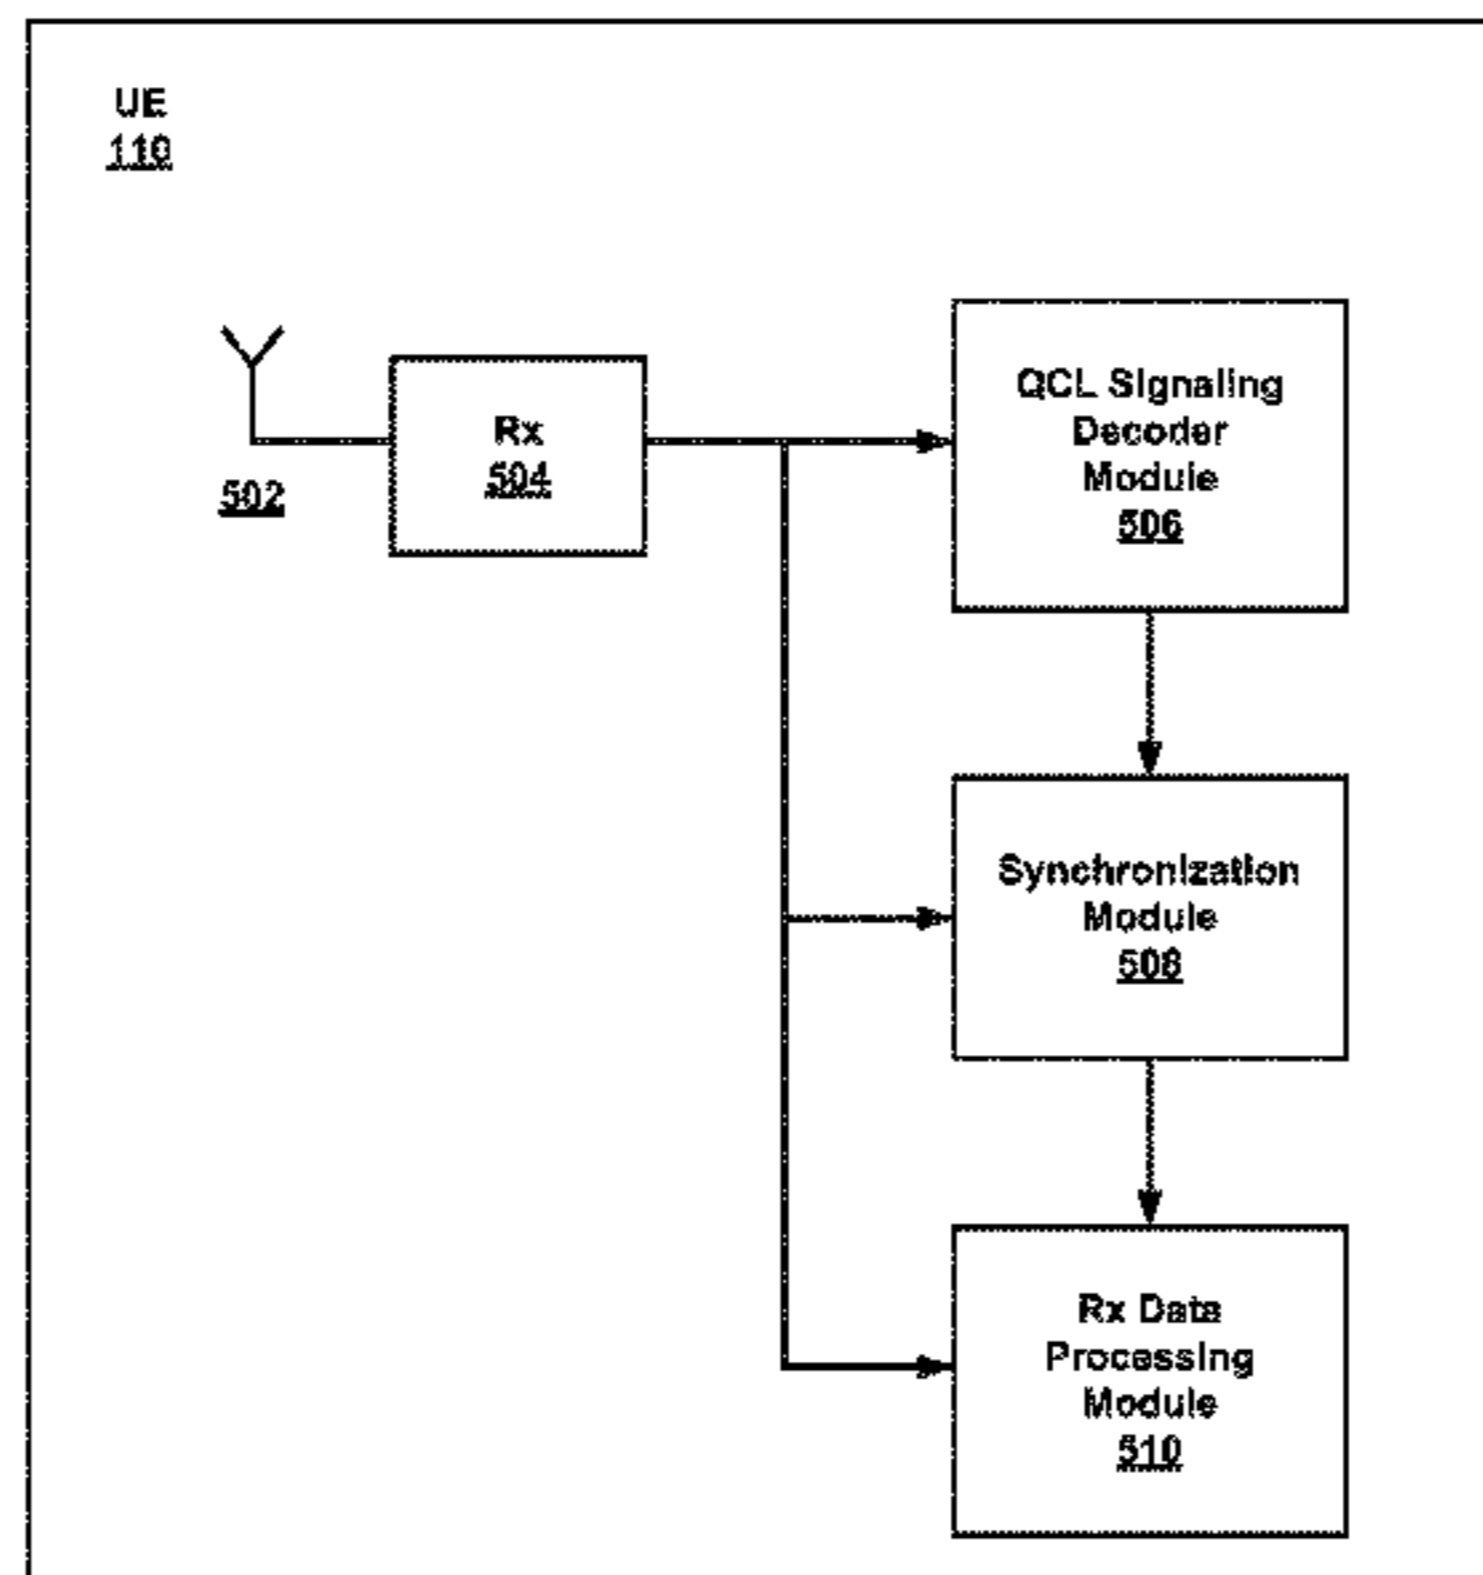 UE
110
502
Rx
504
QCL Signaling
Decoder
Module
506
Synchronization
Module
508
Rx Data
Processing
Module
510